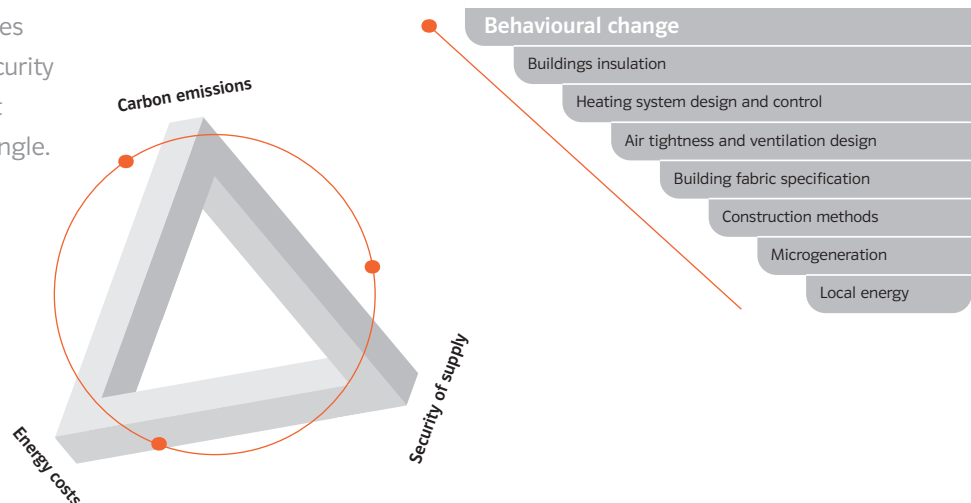 es
curity
t
ngle.
Carbon emissions
Security of supply
Energy costs
Behavioural change
Buildings insulation
Heating system design and control
Air tightness and ventilation design
Building fabric specification
Construction methods
Microgeneration
Local energy